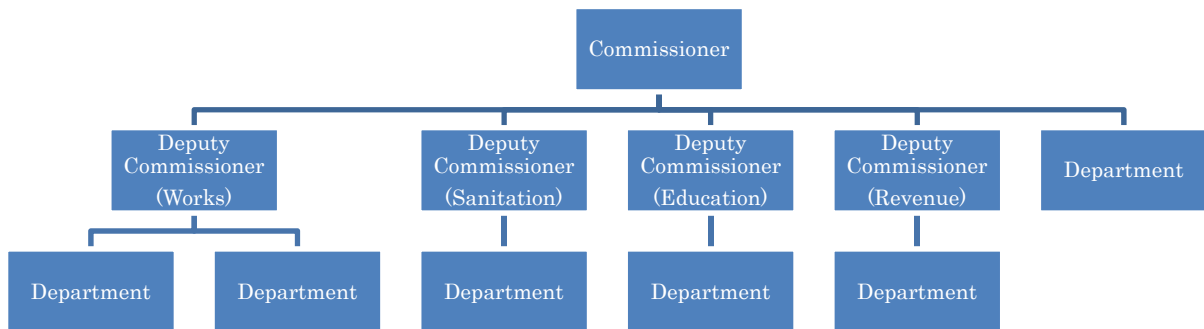 Commissioner
Deputy
Commissioner
(Works)
Deputy
Commissioner
(Sanitation)
Deputy
Commissioner
(Education)
Deputy
Commissioner
(Revenue)
Department
Department
Department
Department
Department
Department